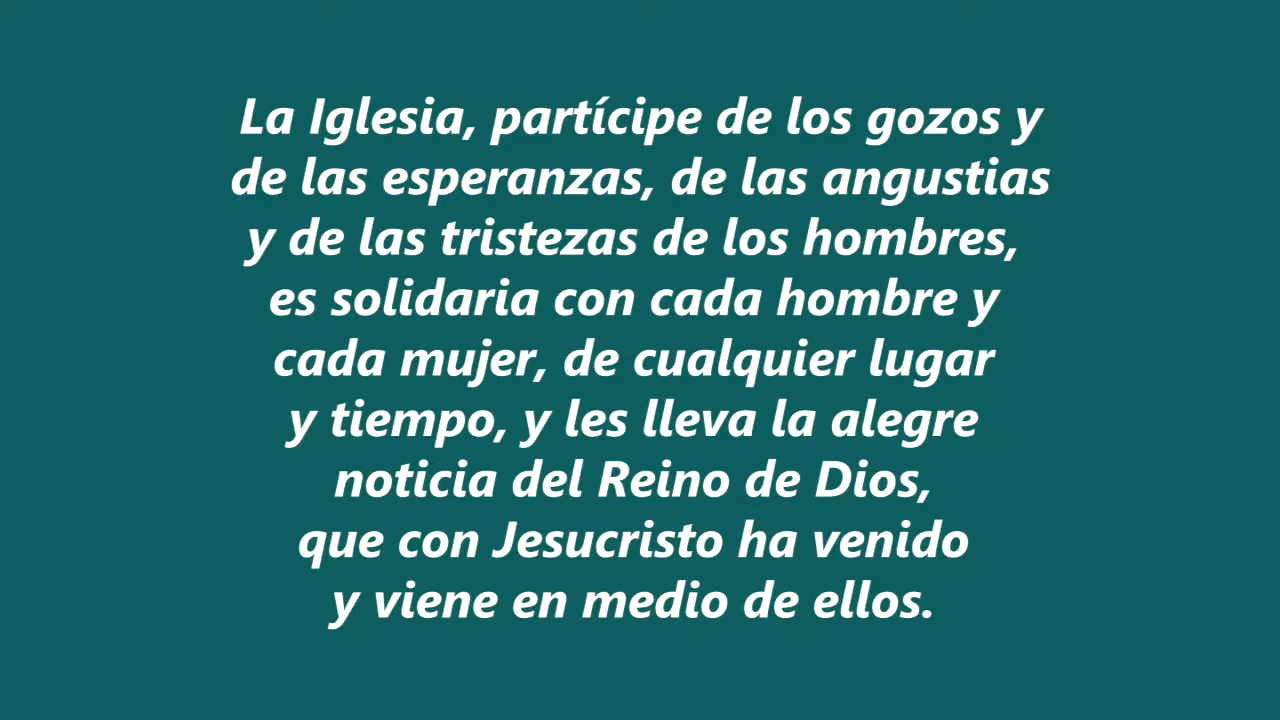 La Iglesia, partícipe de los gozos y
de las esperanzas, de las angustias
y de las tristezas de los hombres,
es solidaria con cada hombre y
cada mujer, de cualquier lugar
y tiempo, y les lleva la alegre
noticia del Reino de Dios,
que con Jesucristo ha venido
y viene en medio de ellos.